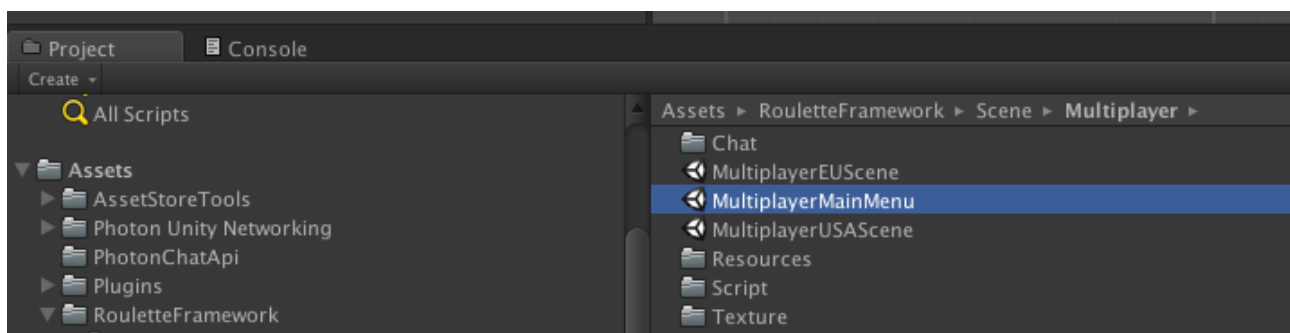 Project
Console
Create
All Scripts
Assets
AssetStoreTools
Photon Unity Networking
PhotonChatApi
Plugins
RouletteFramework
Assets ▸ RouletteFramework ▸ Scene ▸ Multiplayer ▸
Chat
MultiplayerEUScene
MultiplayerMainMenu
MultiplayerUSAScene
Resources
Script
Texture